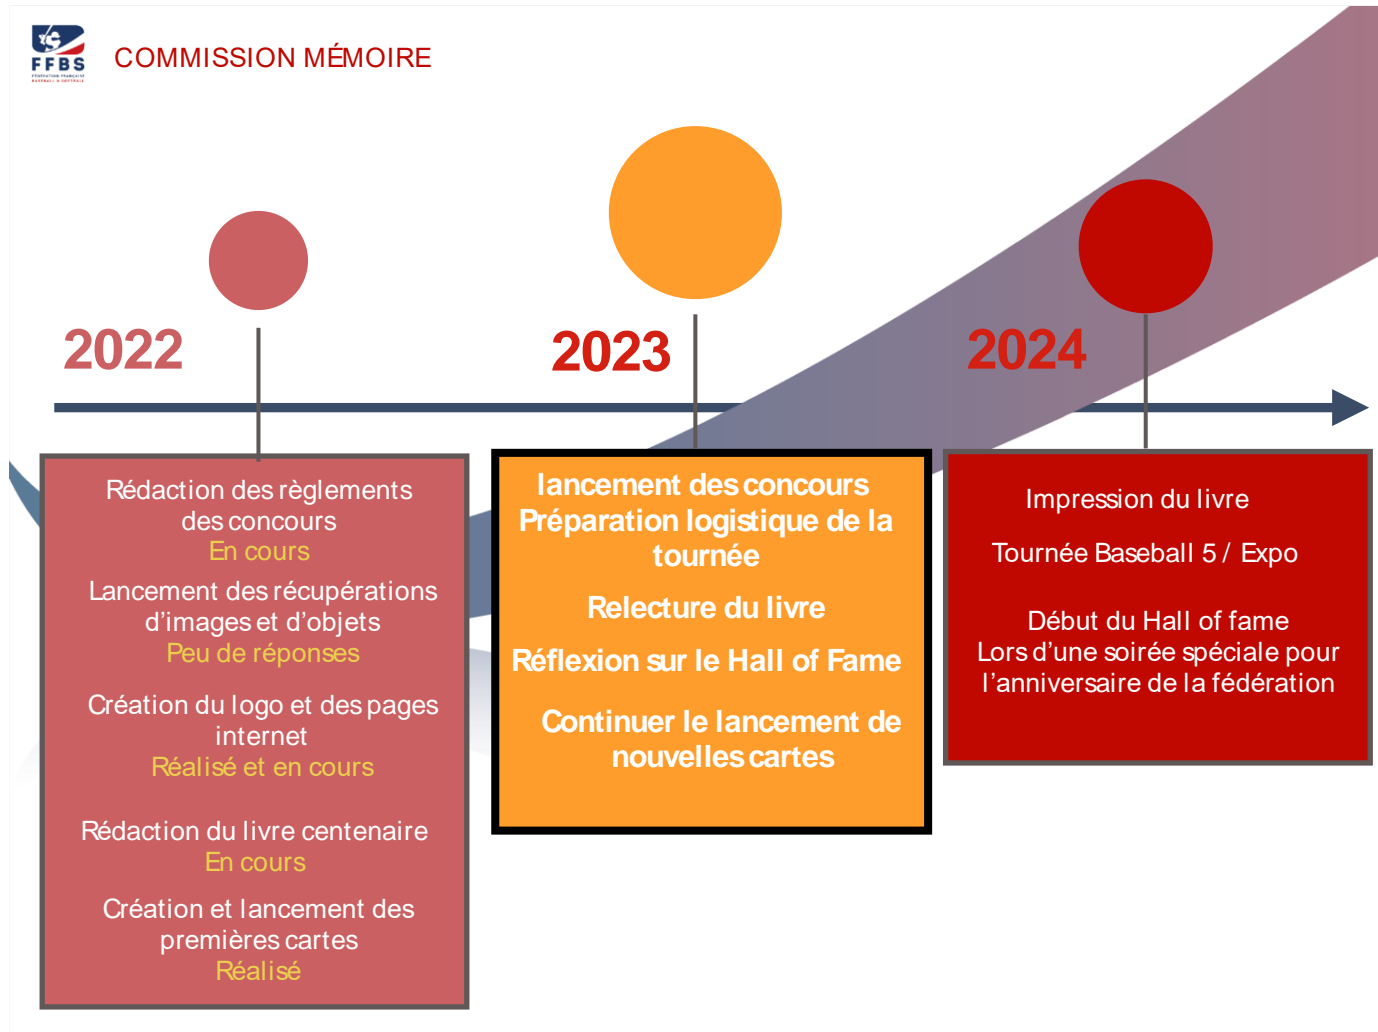 FFBS
FÉDÉRATION FRANÇAISE
BASEBALL & SOFTBALL
COMMISSION MÉMOIRE
2022
2023
2024
Rédaction des règlements
des concours
En cours
Lancement des récupérations
d'images et d'objets
Peu de réponses
Création du logo et des pages
internet
Réalisé et en cours
Rédaction du livre centenaire
En cours
Création et lancement des
premières cartes
Réalisé
lancement des concours
Préparation logistique de la
tournée
Relecture du livre
Réflexion sur le Hall of Fame
Continuer le lancement de
nouvelles cartes
Impression du livre
Tournée Baseball 5 / Expo
Début du Hall of fame
Lors d'une soirée spéciale pour
l'anniversaire de la fédération